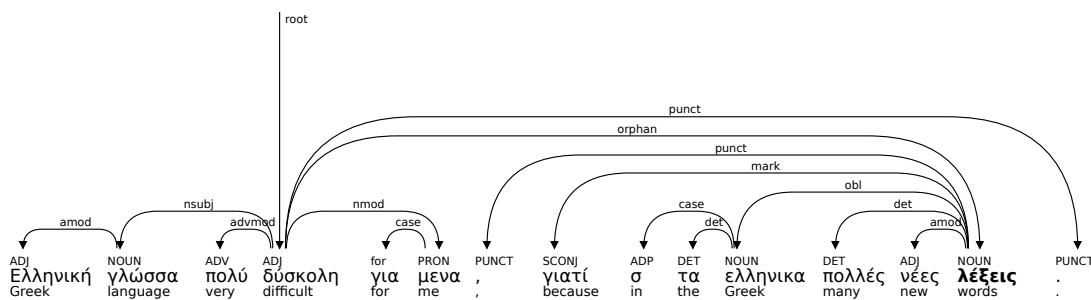 root
punct
orphan
punct
mark
obl
nsubj nmod case det
amod advmod case det amod
ADJ NOUN ADV ADJ for PRON PUNCT SCONJ ADP DET NOUN DET ADJ NOUN PUNCT
Ελληνική γλώσσα πολύ δύσκολη για μενα , γιατί σ τα ελληνικα πολλές νέες λέξεις .
Greek language very difficult for me , because in the Greek many new words .